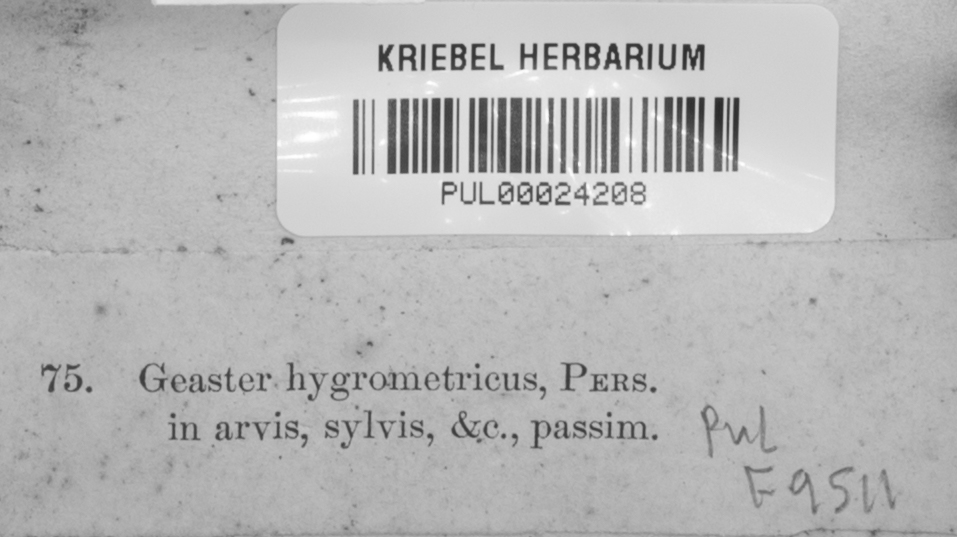 KRIEBEL HERBARIUM
PUL00024208
75. Geaster hygrometricus, PERS.
in arvis, sylvis, &c., passim.
PUL
F9511